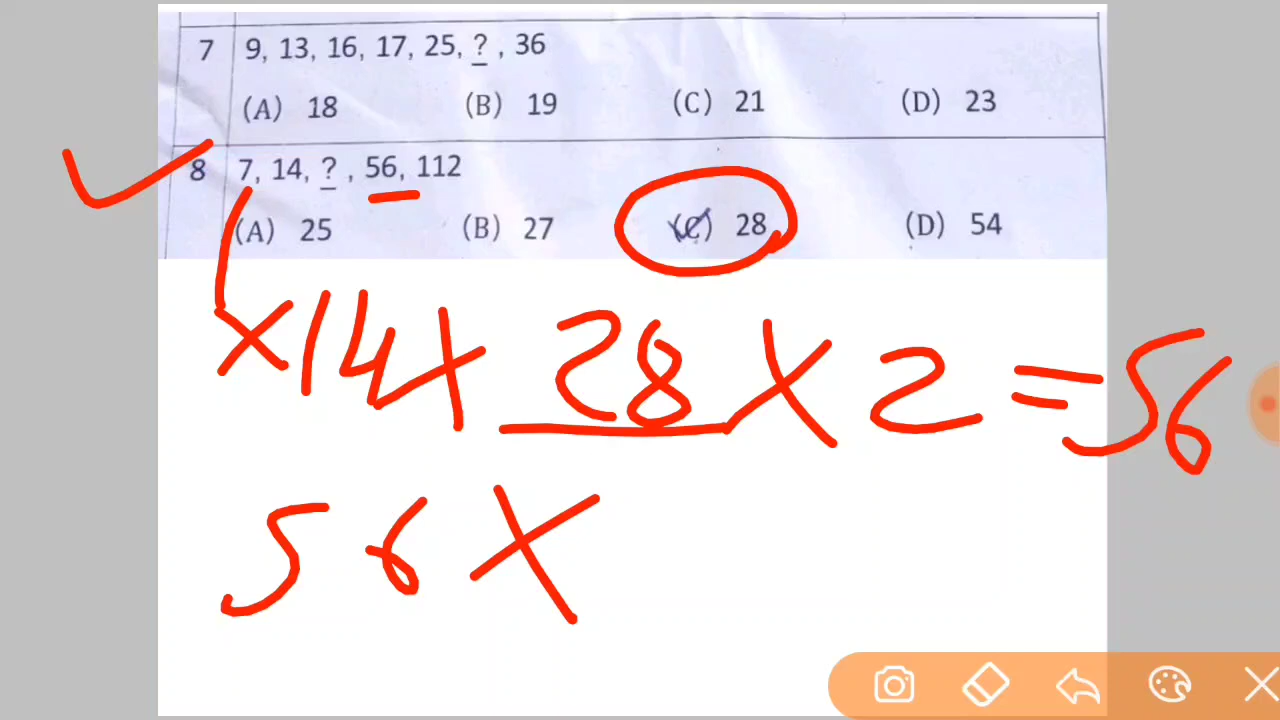 7 9, 13, 16, 17, 25, ? , 36
(A) 18 (B) 19 (C) 21 (D) 23
8 7, 14, ? , 56, 112
(A) 25 (B) 27 (C) 28 (D) 54
X14X 28 X 2 = 56
56 X